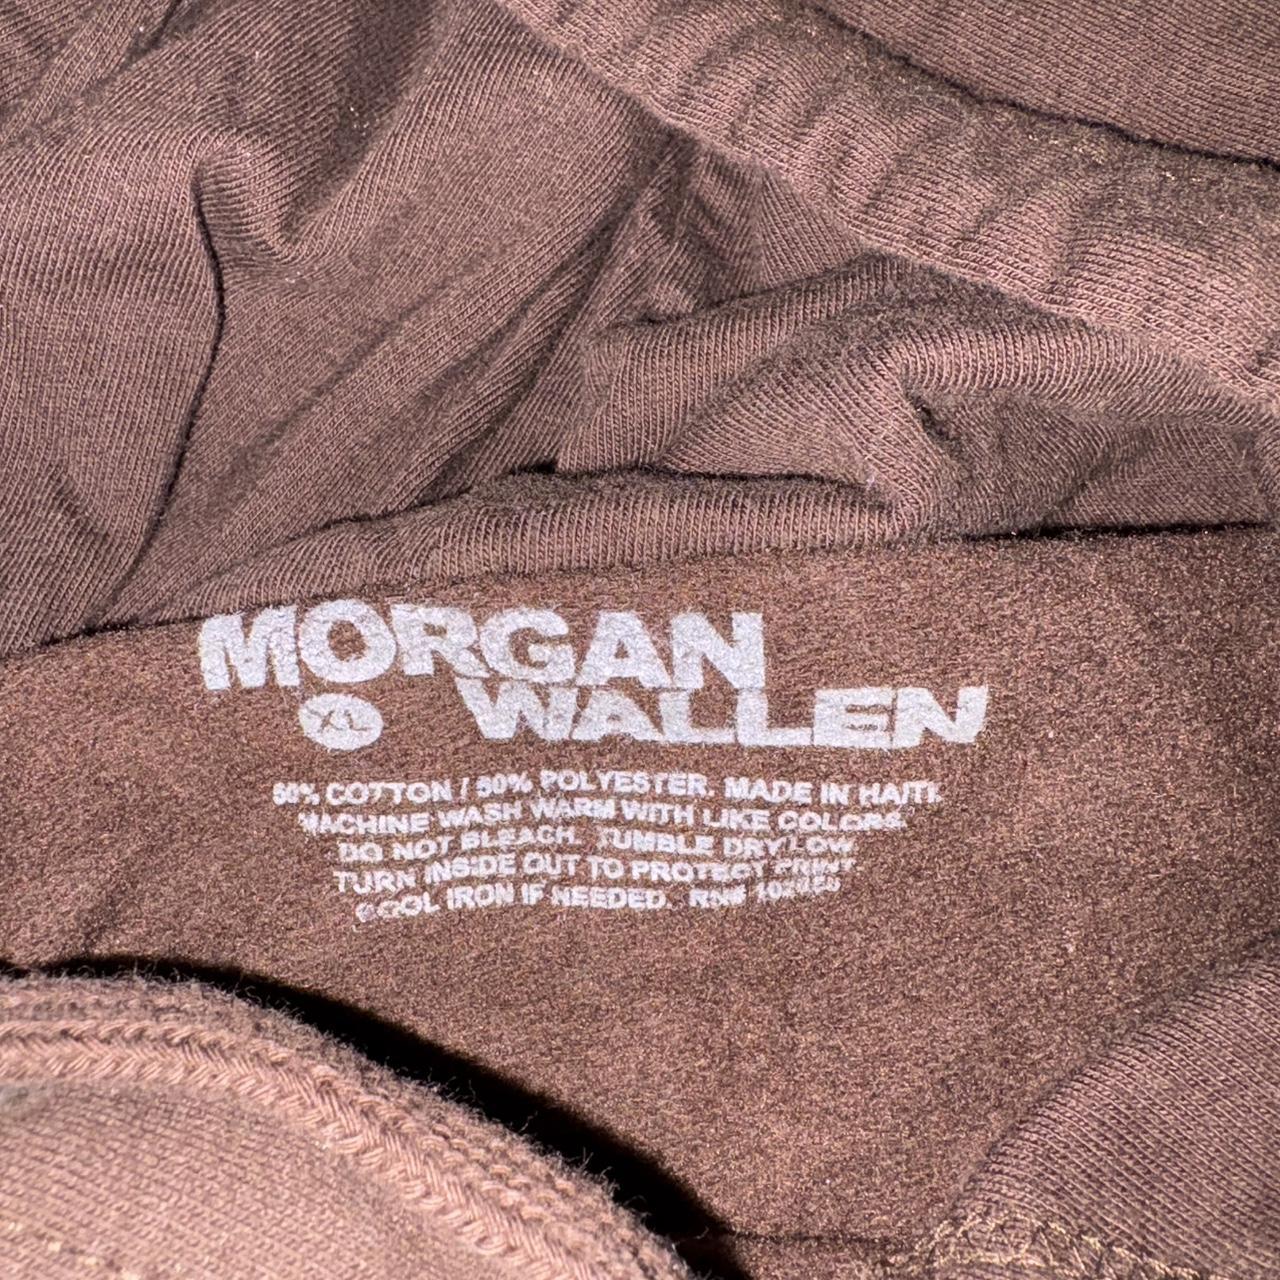 MORGAN
WALLEN
XL
COTTON / 50% POLYESTER. MADE IN HAITI.
MACHINE WASH WARM WITH LIKE COLORS.
DO NOT BLEACH. TUMBLE DRY LOW.
TURN INSIDE OUT TO PROTECT PRINT.
COOL IRON IF NEEDED. RN#